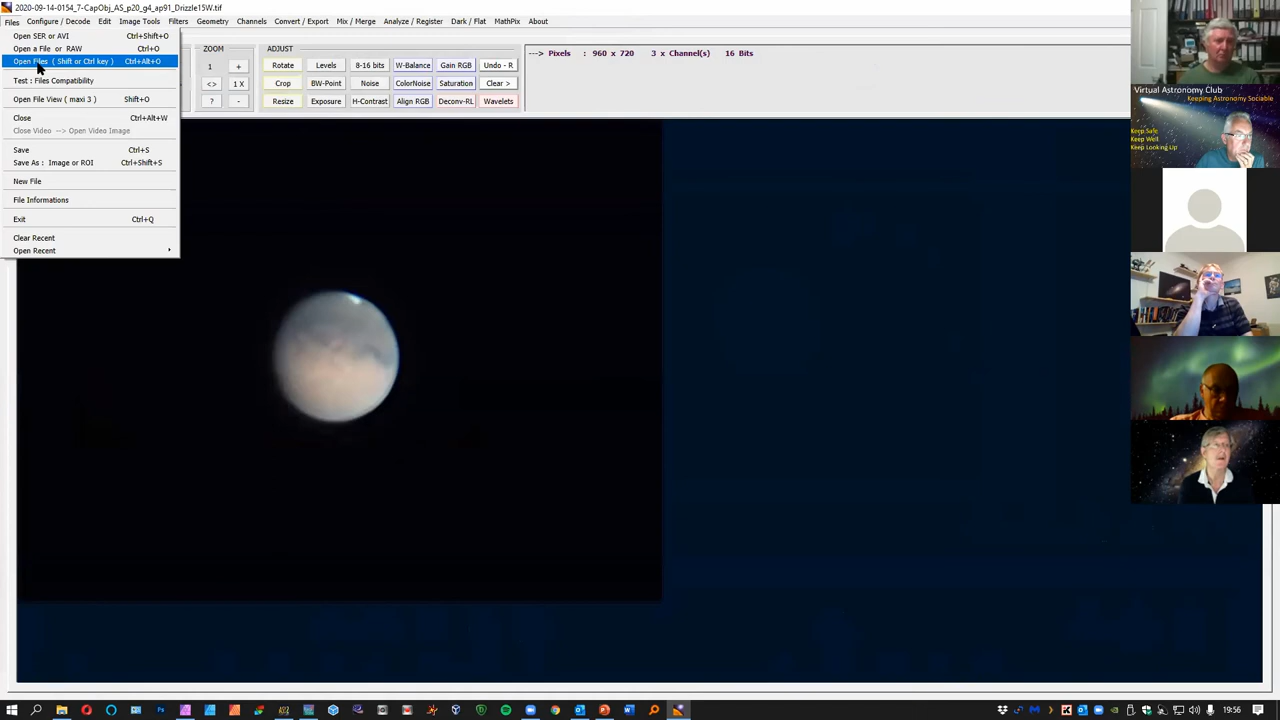 2020-09-14-0154_7-CapObj_AS_p20_g4_ap91_Drizzle15W.tif
Files Configure / Decode Edit Image Tools Filters Geometry Channels Convert / Export Mix / Merge Analyze / Register Dark / Flat MathPix About
Open SER or AVI Ctrl+Shift+O
Open a File or RAW Ctrl+O
Open Files ( Shift or Ctrl key ) Ctrl+Alt+O
Test : Files Compatibility
Open File View ( maxi 3 ) Shift+O
Close Ctrl+Alt+W
Close Video --> Open Video Image
Save Ctrl+S
Save As : Image or ROI Ctrl+Shift+S
New File
File Informations
Exit Ctrl+Q
Clear Recent
Open Recent
ZOOM
1 +
<> 1 X
? -
ADJUST
Rotate Levels 8-16 bits W-Balance Gain RGB Undo - R
Crop BW-Point Noise ColorNoise Saturation Clear >
Resize Exposure H-Contrast Align RGB Deconv-RL Wavelets
---> Pixels : 960 x 720 3 x Channel(s) 16 Bits
Virtual Astronomy Club
Keeping Astronomy Sociable
Keep Safe
Keep Well
Keep Looking Up
19:56